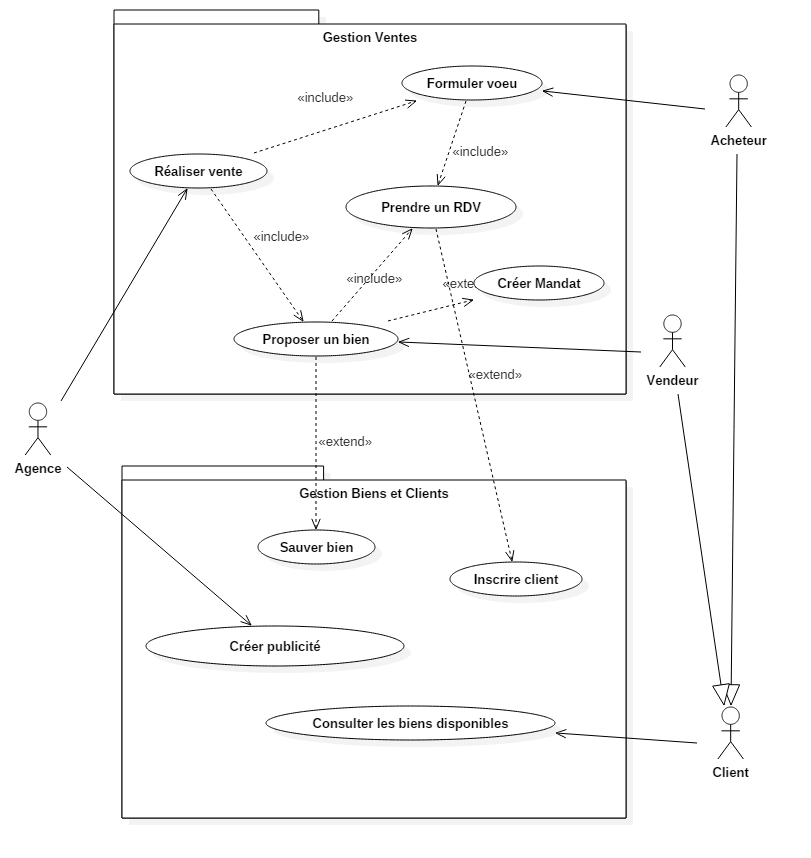 Gestion Ventes
Formuler voeu
«include»
Acheteur
«include»
Réaliser vente
Prendre un RDV
«include»
«include»
«exte
Créer Mandat
Proposer un bien
«extend»
Vendeur
«extend»
Agence
Gestion Biens et Clients
Sauver bien
Inscrire client
Créer publicité
Consulter les biens disponibles
Client